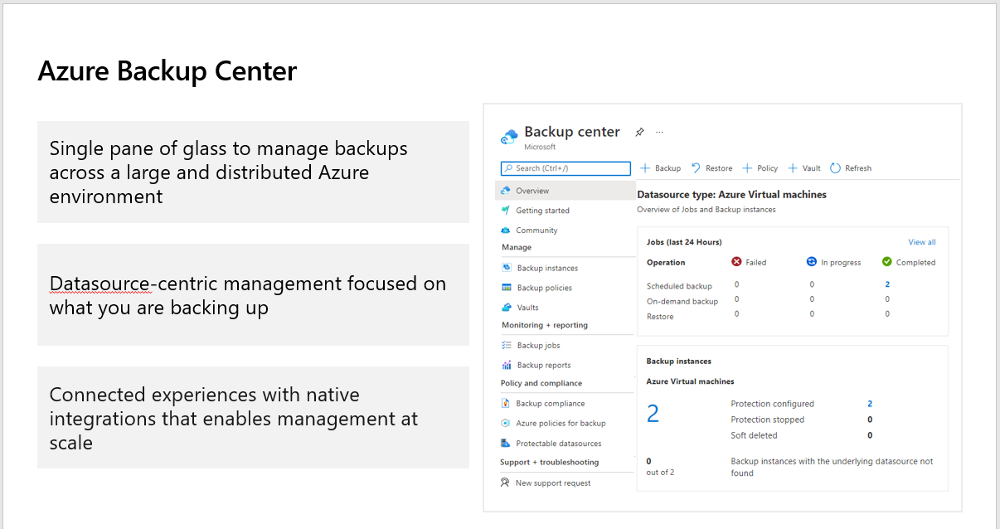 Azure Backup Center
Single pane of glass to manage backups
across a large and distributed Azure
environment
Datasource-centric management focused on
what you are backing up
Connected experiences with native
integrations that enables management at
scale
Backup center
...
Microsoft
Search (Ctrl+/)
Backup
Restore
Policy
Vault
Refresh
Overview
Getting started
Community
Manage
Backup instances
Backup policies
Vaults
Monitoring + reporting
Backup jobs
Backup reports
Policy and compliance
Backup compliance
Azure policies for backup
Protectable datasources
Support + troubleshooting
New support request
Datasource type: Azure Virtual machines
Overview of Jobs and Backup instances
Jobs (last 24 Hours) View all
Operation Failed In progress Completed
Scheduled backup 0 0 2
On-demand backup 0 0 0
Restore 0 0 0
Backup instances
Azure Virtual machines
2
Protection configured 2
Protection stopped 0
Soft deleted 0
0
out of 2
Backup instances with the underlying datasource not
found